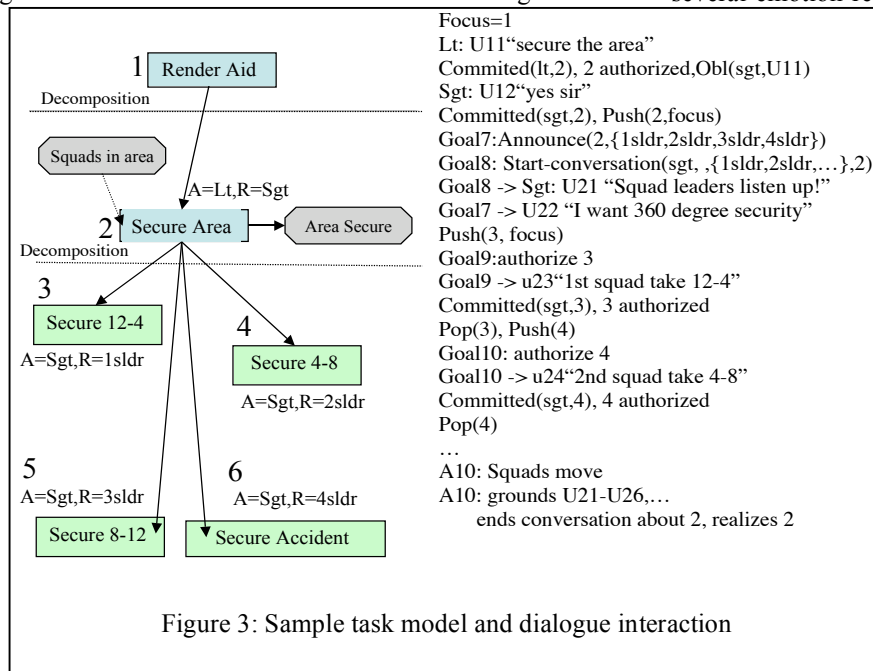 Focus=1
Lt: U11“secure the area”
Commited(lt,2), 2 authorized,Obl(sgt,U11)
Sgt: U12“yes sir”
Committed(sgt,2), Push(2,focus)
Goal7:Announce(2,{1sldr,2sldr,3sldr,4sldr})
Goal8: Start-conversation(sgt, ,{1sldr,2sldr,…},2)
Goal8 -> Sgt: U21 “Squad leaders listen up!”
Goal7 -> U22 “I want 360 degree security”
Push(3, focus)
Goal9:authorize 3
Goal9 -> u23“1st squad take 12-4”
Committed(sgt,3), 3 authorized
Pop(3), Push(4)
Goal10: authorize 4
Goal10 -> u24“2nd squad take 4-8”
Committed(sgt,4), 4 authorized
Pop(4)
…
A10: Squads move
A10: grounds U21-U26,…
ends conversation about 2, realizes 2
1
Render Aid
Decomposition
Squads in area
A=Lt,R=Sgt
2
Secure Area
Area Secure
Decomposition
3
Secure 12-4
A=Sgt,R=1sldr
4
Secure 4-8
A=Sgt,R=2sldr
5
A=Sgt,R=3sldr
Secure 8-12
6
A=Sgt,R=4sldr
Secure Accident
Figure 3: Sample task model and dialogue interaction